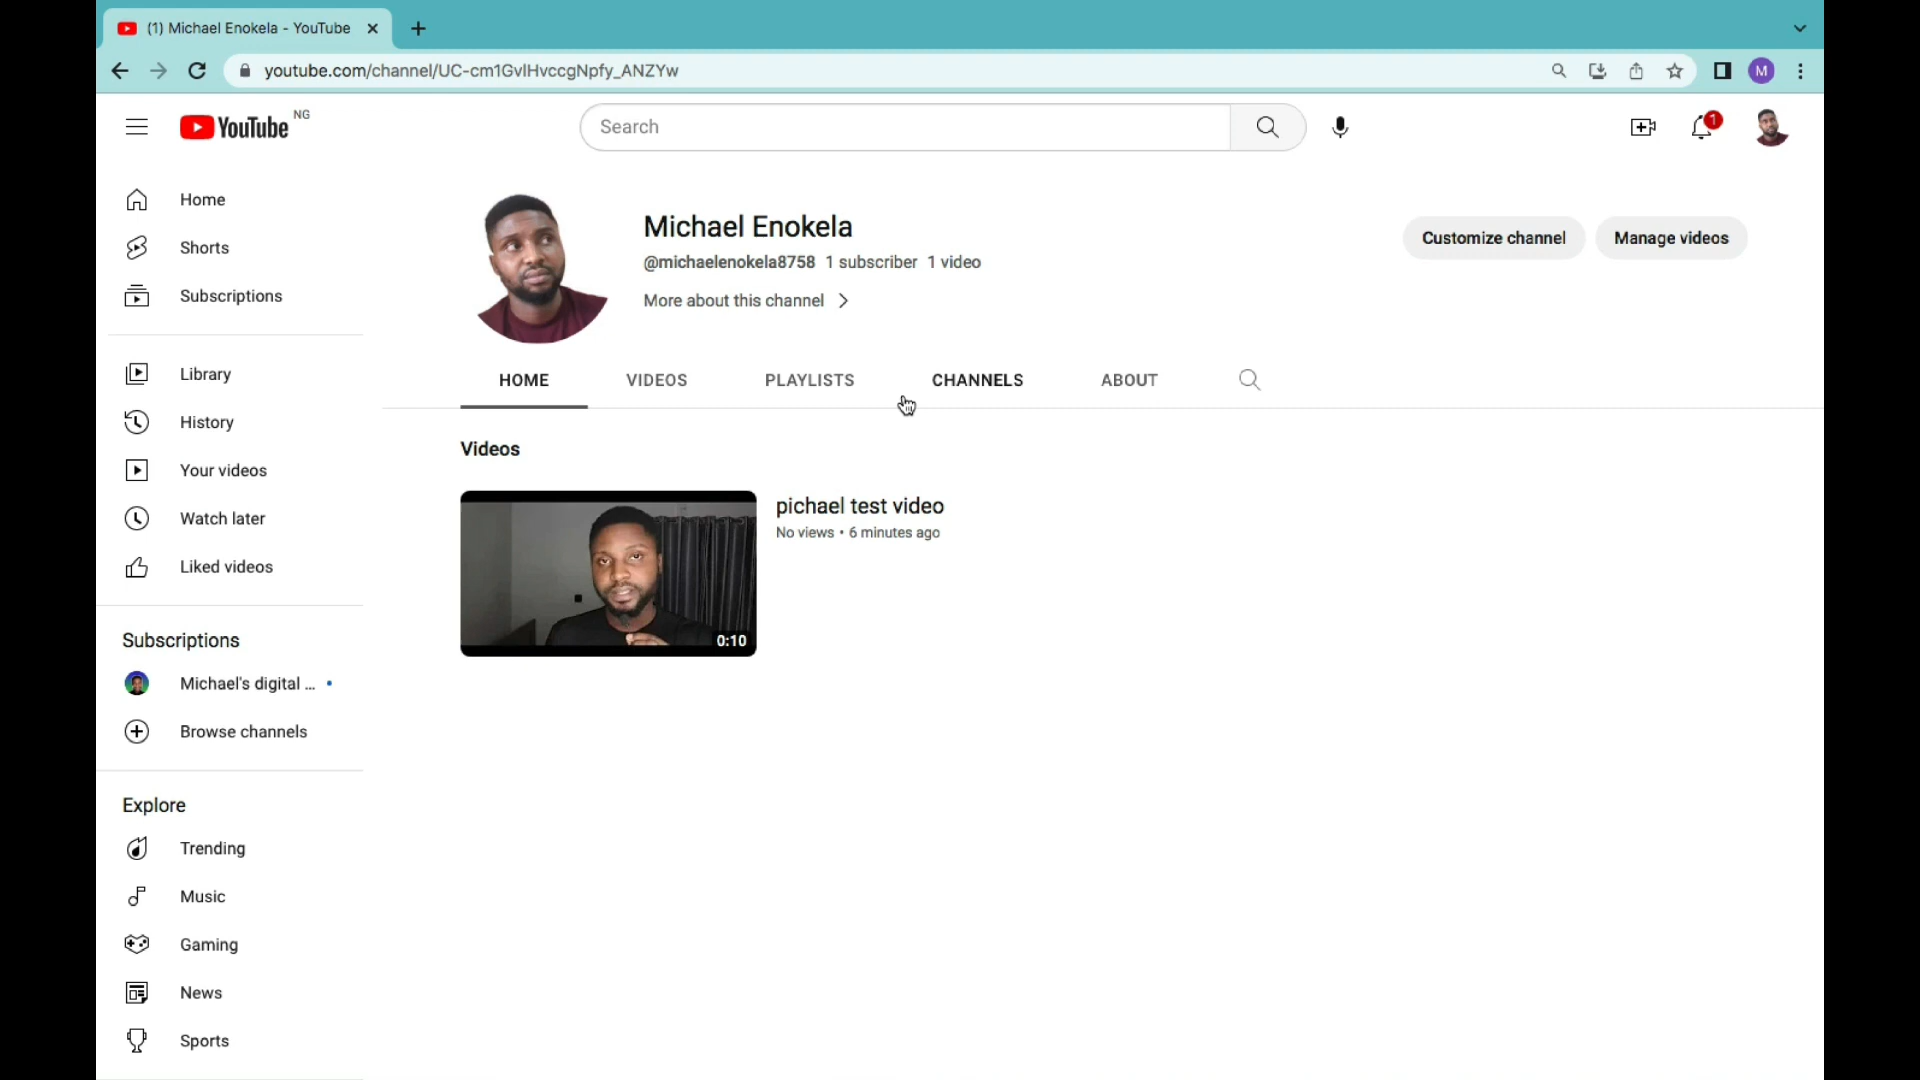 (1) Michael Enokela - YouTube
youtube.com/channel/UC-cm1GvlHvccgNpfy_ANZYw
M
YouTube NG
Search
1
Home
Shorts
Subscriptions
Library
History
Your videos
Watch later
Liked videos
Subscriptions
Michael's digital ...
Browse channels
Explore
Trending
Music
Gaming
News
Sports
Michael Enokela
@michaelenokela8758 1 subscriber 1 video
More about this channel
Customize channel
Manage videos
HOME VIDEOS PLAYLISTS CHANNELS ABOUT
Videos
0:10
pichael test video
No views • 6 minutes ago